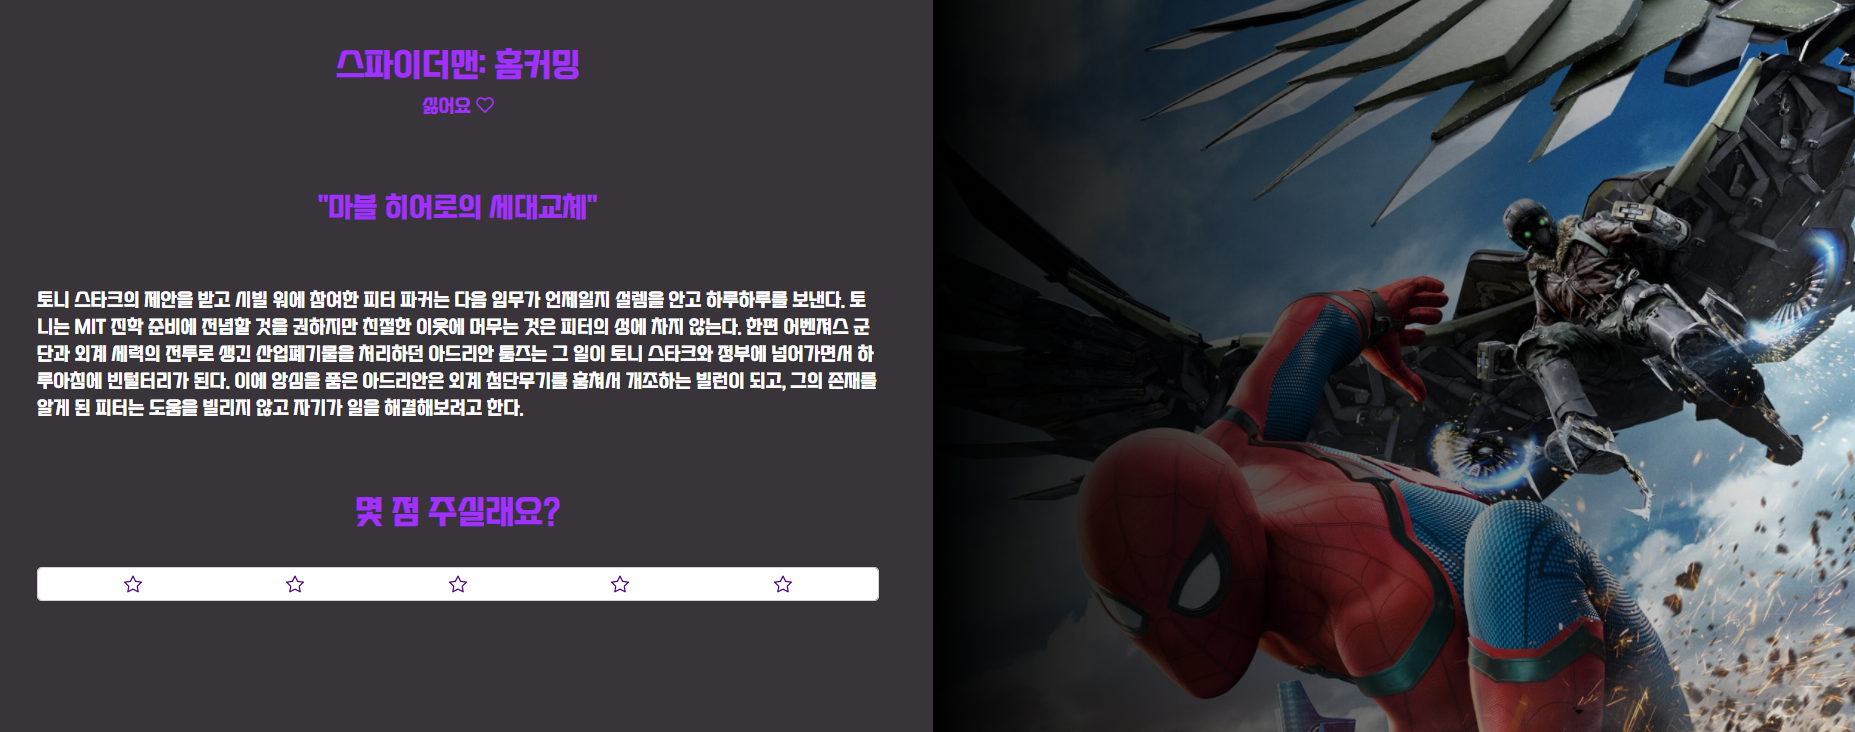 스파이더맨: 홈커밍
싫어요
"마블 히어로의 세대교체"
토니 스타크의 제안을 받고 시빌 워에 참여한 피터 파커는 다음 임무가 언제일지 설렘을 안고 하루하루를 보낸다. 토
니는 MIT 진학 준비에 전념할 것을 권하지만 친절한 이웃에 머무는 것은 피터의 성에 차지 않는다. 한편 어벤져스 군
단과 외계 세력의 전투로 생긴 산업폐기물을 처리하던 아드리안 툼즈는 그 일이 토니 스타크와 정부에 넘어가면서 하
루아침에 빈털터리가 된다. 이에 앙심을 품은 아드리안은 외계 첨단무기를 훔쳐서 개조하는 빌런이 되고, 그의 존재를
알게 된 피터는 도움을 빌리지 않고 자기가 일을 해결해보려고 한다.
몇 점 주실래요?